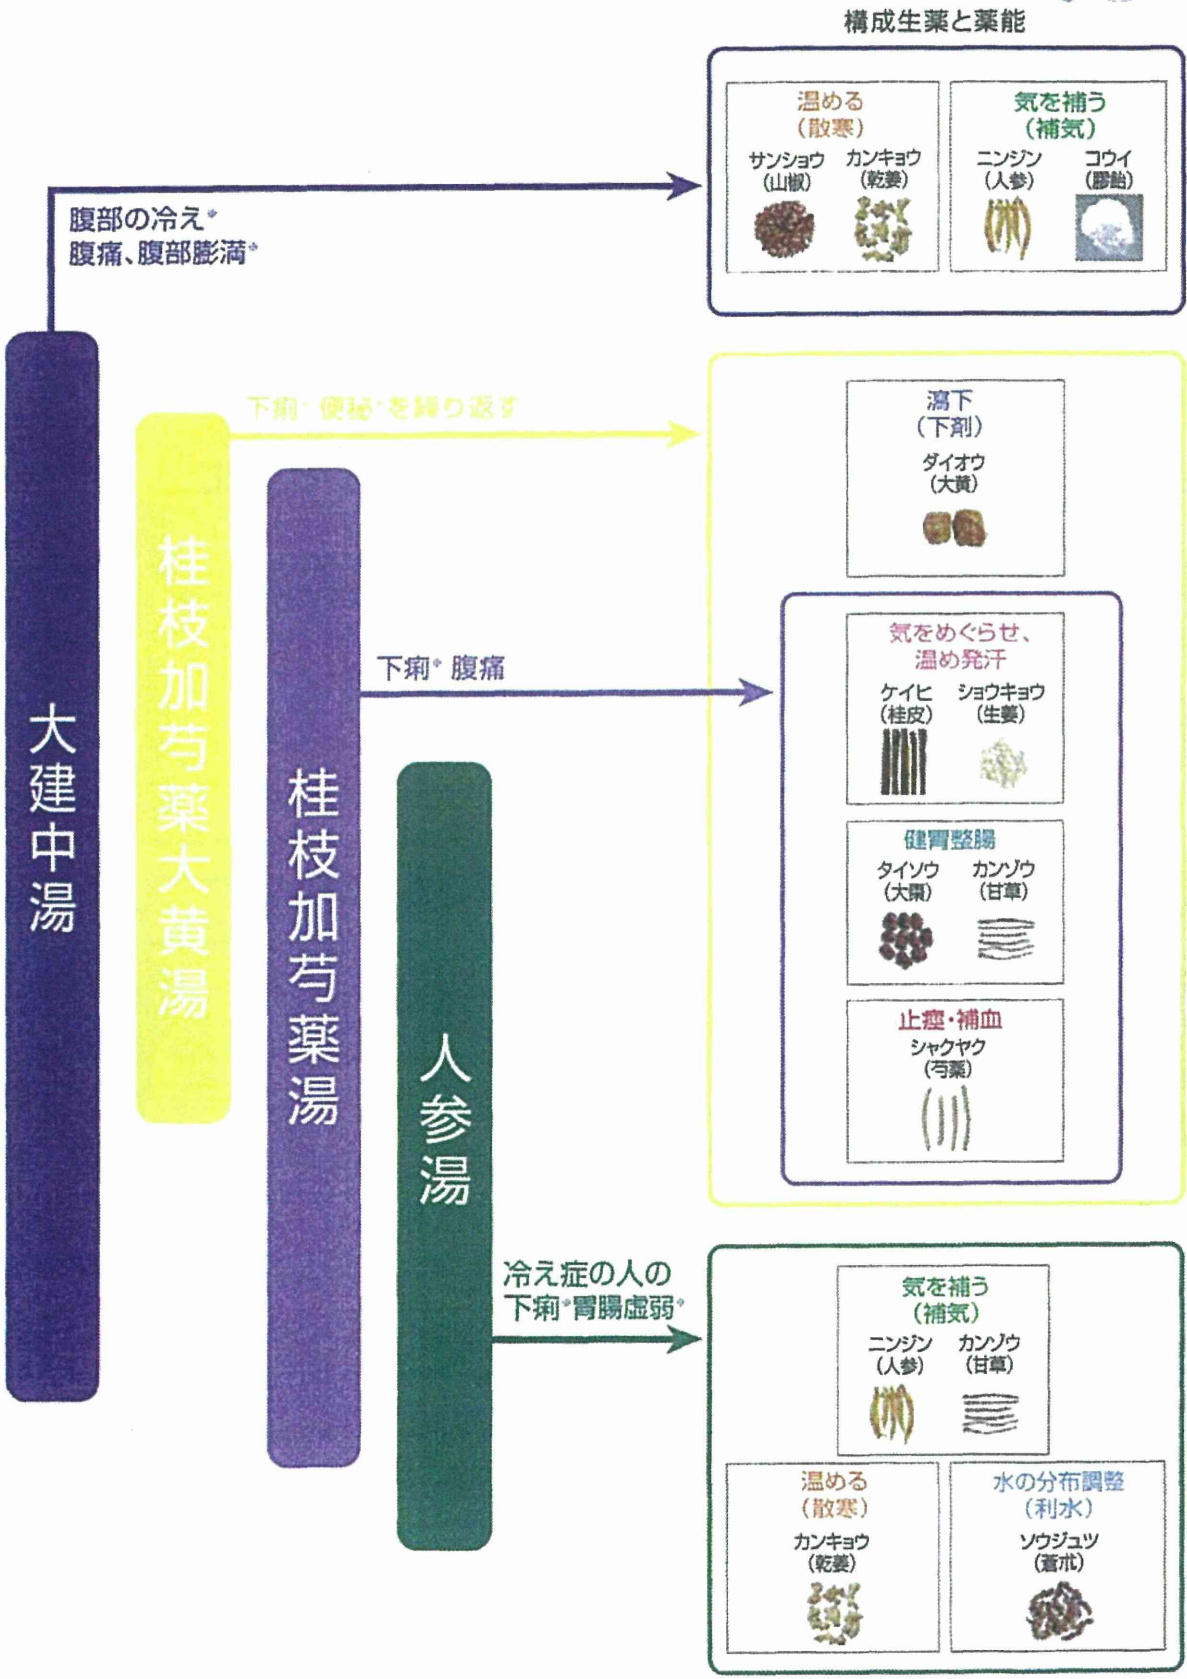 構成生薬と薬能
温める
(散寒)
サンショウ
(山椒)
カンキョウ
(乾姜)
気を補う
(補気)
ニンジン
(人参)
コウイ
(膠飴)
腹部の冷え*
腹痛、腹部膨満*
大建中湯
下痢*便秘*を繰り返す
桂枝加芍薬大黄湯
瀉下
(下剤)
ダイオウ
(大黄)
下痢*腹痛
桂枝加芍薬湯
気をめぐらせ、
温め発汗
ケイヒ
(桂皮)
ショウキョウ
(生姜)
健胃整腸
タイソウ
(大棗)
カンゾウ
(甘草)
止痙・補血
シャクヤク
(芍薬)
人参湯
冷え症の人の
下痢*胃腸虚弱*
気を補う
(補気)
ニンジン
(人参)
カンゾウ
(甘草)
温める
(散寒)
カンキョウ
(乾姜)
水の分布調整
(利水)
ソウジュツ
(蒼朮)